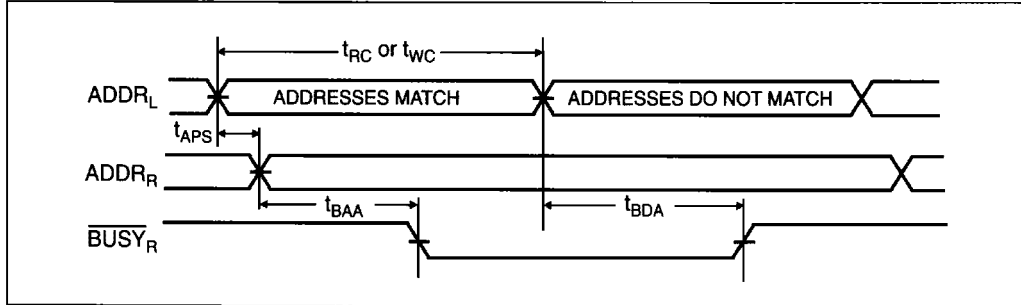 tRC or tWC
ADDRL ADDRESSES MATCH ADDRESSES DO NOT MATCH
tAPS
ADDRR
tBAA tBDA
BUSYR